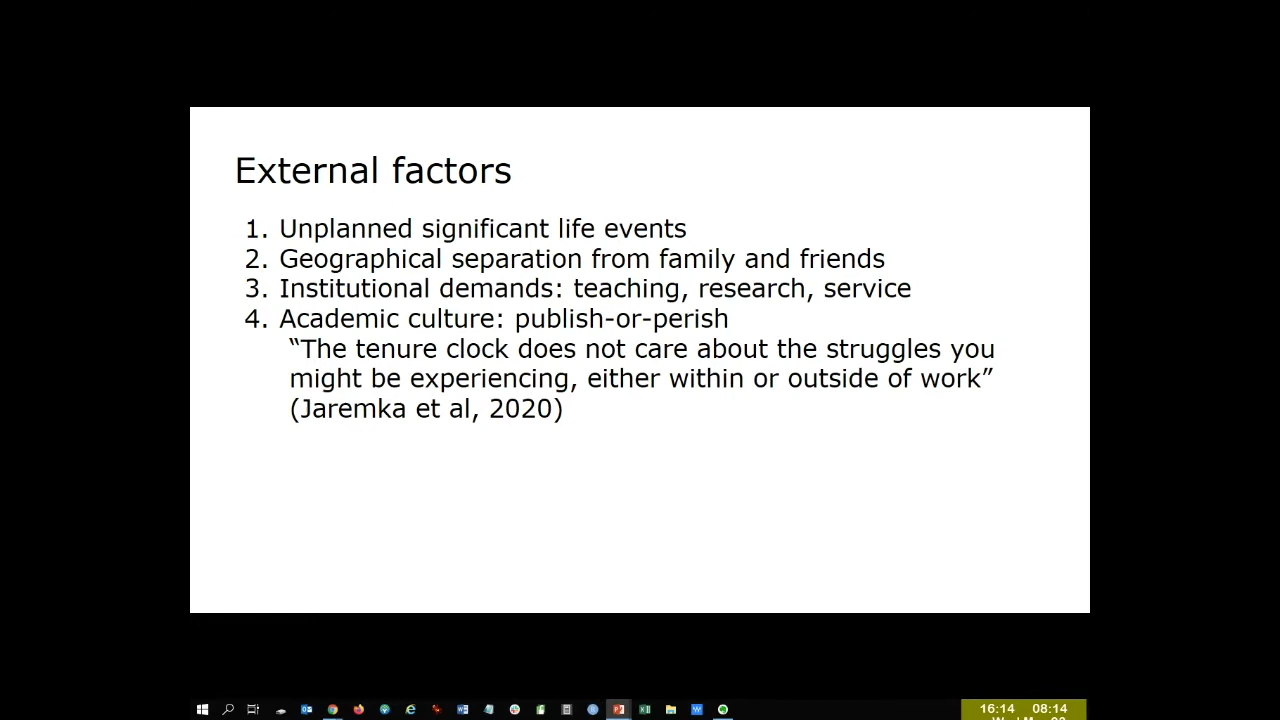 External factors
1. Unplanned significant life events
2. Geographical separation from family and friends
3. Institutional demands: teaching, research, service
4. Academic culture: publish-or-perish
“The tenure clock does not care about the struggles you
might be experiencing, either within or outside of work”
(Jaremka et al, 2020)
16:14 08:14